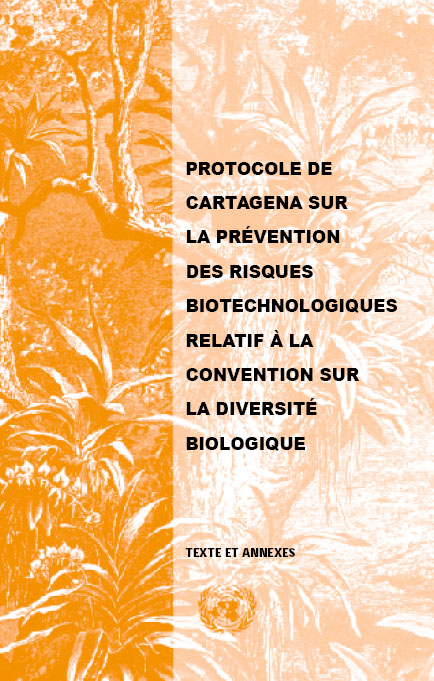 PROTOCOLE DE
CARTAGENA SUR
LA PRÉVENTION
DES RISQUES
BIOTECHNOLOGIQUES
RELATIF À LA
CONVENTION SUR
LA DIVERSITÉ
BIOLOGIQUE
TEXTE ET ANNEXES